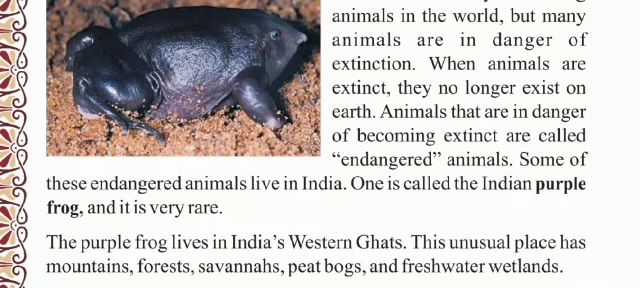 animals in the world, but many
animals are in danger of
extinction. When animals are
extinct, they no longer exist on
earth. Animals that are in danger
of becoming extinct are called
“endangered” animals. Some of
these endangered animals live in India. One is called the Indian purple
frog, and it is very rare.
The purple frog lives in India’s Western Ghats. This unusual place has
mountains, forests, savannahs, peat bogs, and freshwater wetlands.